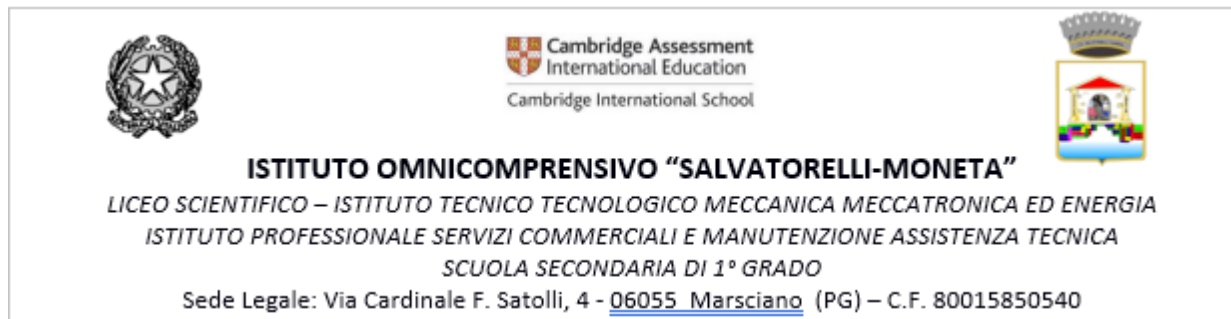 Cambridge Assessment
International Education
Cambridge International School
ISTITUTO OMNICOMPRENSIVO “SALVATORELLI-MONETA”
LICEO SCIENTIFICO – ISTITUTO TECNICO TECNOLOGICO MECCANICA MECCATRONICA ED ENERGIA
ISTITUTO PROFESSIONALE SERVIZI COMMERCIALI E MANUTENZIONE ASSISTENZA TECNICA
SCUOLA SECONDARIA DI 1° GRADO
Sede Legale: Via Cardinale F. Satolli, 4 - 06055 Marsciano (PG) – C.F. 80015850540